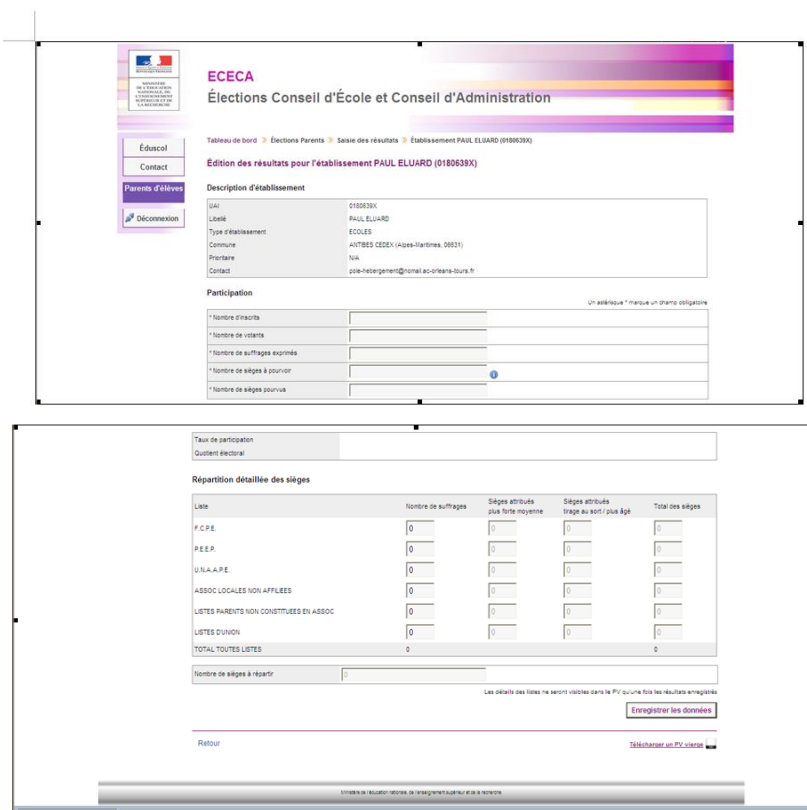 MINISTÈRE
DE L'ÉDUCATION
NATIONALE, DE
L'ENSEIGNEMENT
SUPÉRIEUR ET DE
LA RECHERCHE
ECECA
Élections Conseil d'École et Conseil d'Administration
Éduscol
Contact
Parents d'élèves
Déconnexion
Tableau de bord » Élections Parents » Saisie des résultats » Établissement PAUL ELUARD (0180639X)
Édition des résultats pour l'établissement PAUL ELUARD (0180639X)
Description d'établissement
UAI 0180639X
Libellé PAUL ELUARD
Type d'établissement ECOLES
Commune ANTIBES CEDEX (Alpes-Maritimes, 06631)
Prioritaire N/A
Contact pole-hebergement@nomail.ac-orleans-tours.fr
Participation
Un astérisque * marque un champ obligatoire
* Nombre d'inscrits
* Nombre de votants
* Nombre de suffrages exprimés
* Nombre de sièges à pourvoir
* Nombre de sièges pourvus
Taux de participation
Quotient électoral
Répartition détaillée des sièges
Liste Nombre de suffrages Sièges attribués plus forte moyenne Sièges attribués tirage au sort / plus âgé Total des sièges
F.C.P.E. 0 0 0 0
P.E.E.P. 0 0 0 0
U.N.A.A.P.E. 0 0 0 0
ASSOC LOCALES NON AFFILIEES 0 0 0 0
LISTES PARENTS NON CONSTITUEES EN ASSOC 0 0 0 0
LISTES D'UNION 0 0 0 0
TOTAL TOUTES LISTES 0 0
Nombre de sièges à répartir 0
Les détails des listes ne seront visibles dans le PV qu'une fois les résultats enregistrés
Enregistrer les données
Retour
Télécharger un PV vierge
Ministère de l'éducation nationale, de l'enseignement supérieur et de la recherche